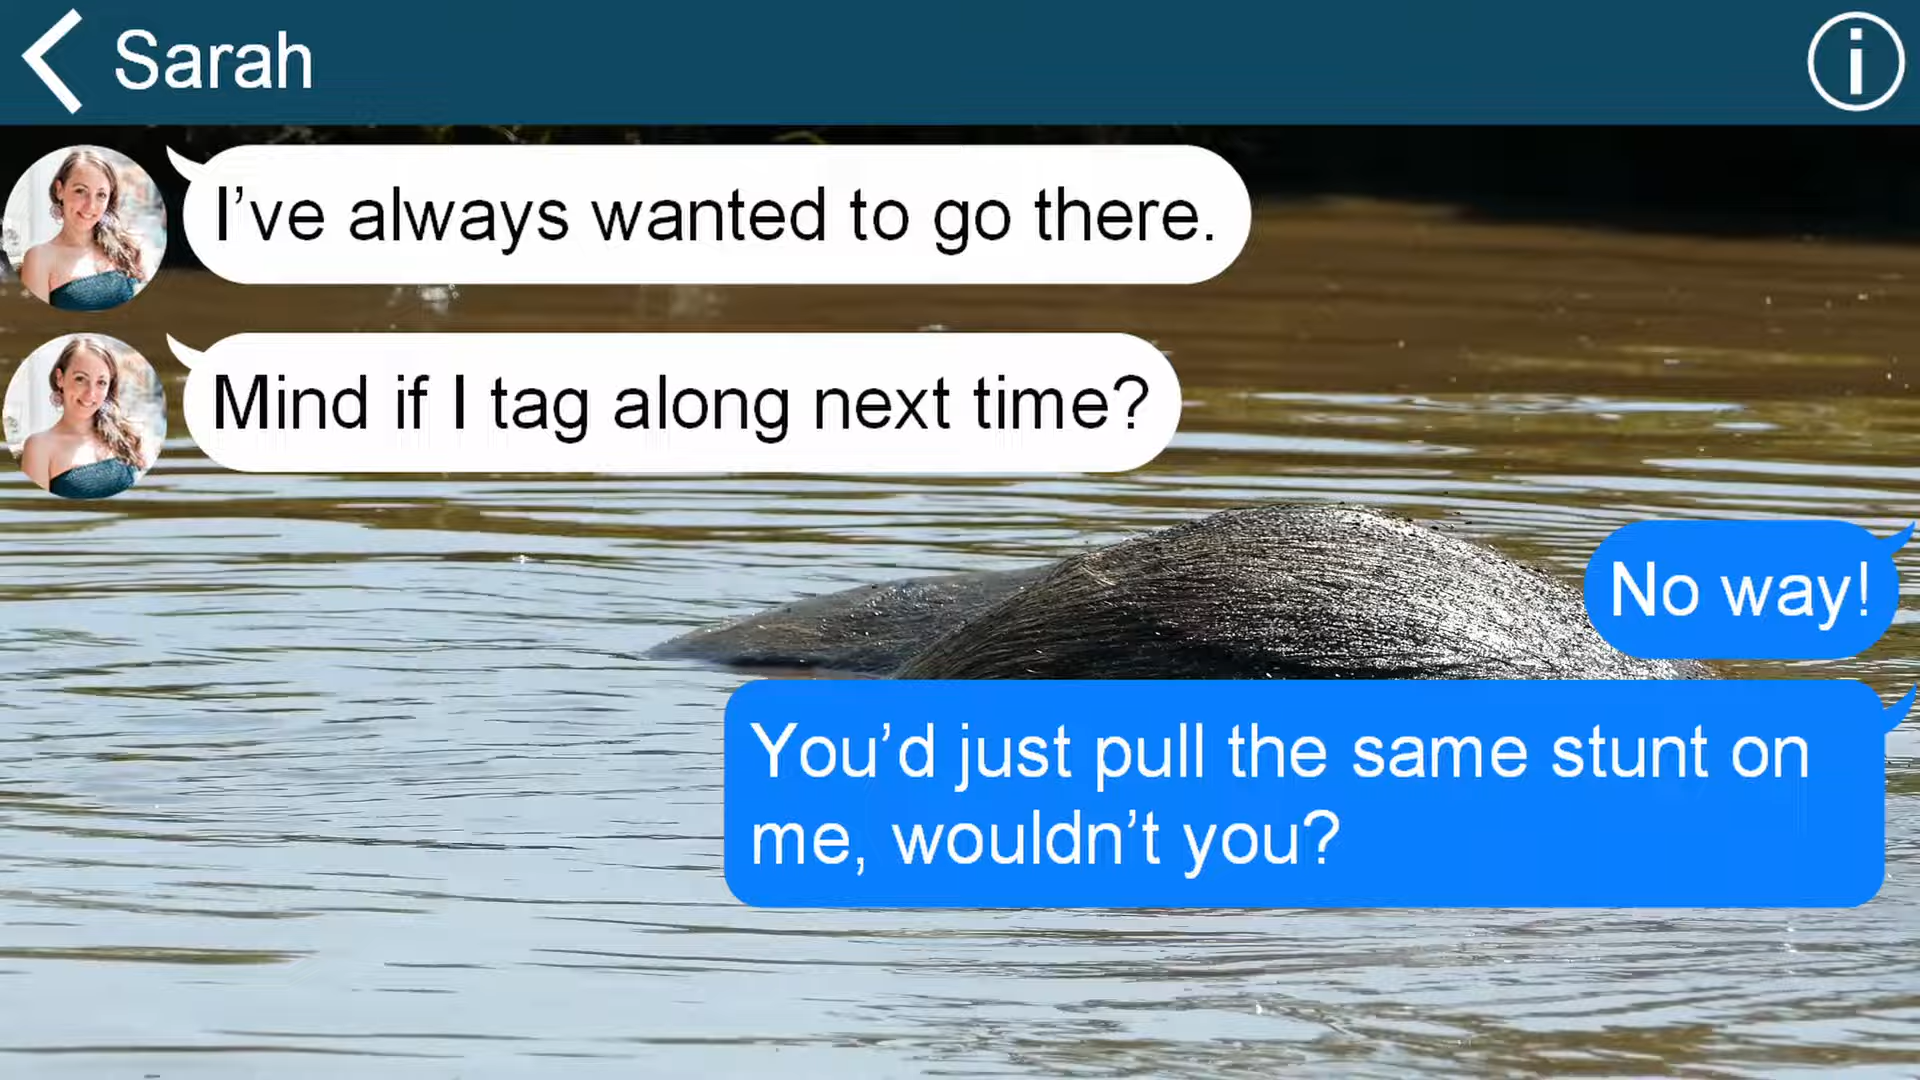 Sarah
I’ve always wanted to go there.
Mind if I tag along next time?
No way!
You’d just pull the same stunt on
me, wouldn’t you?